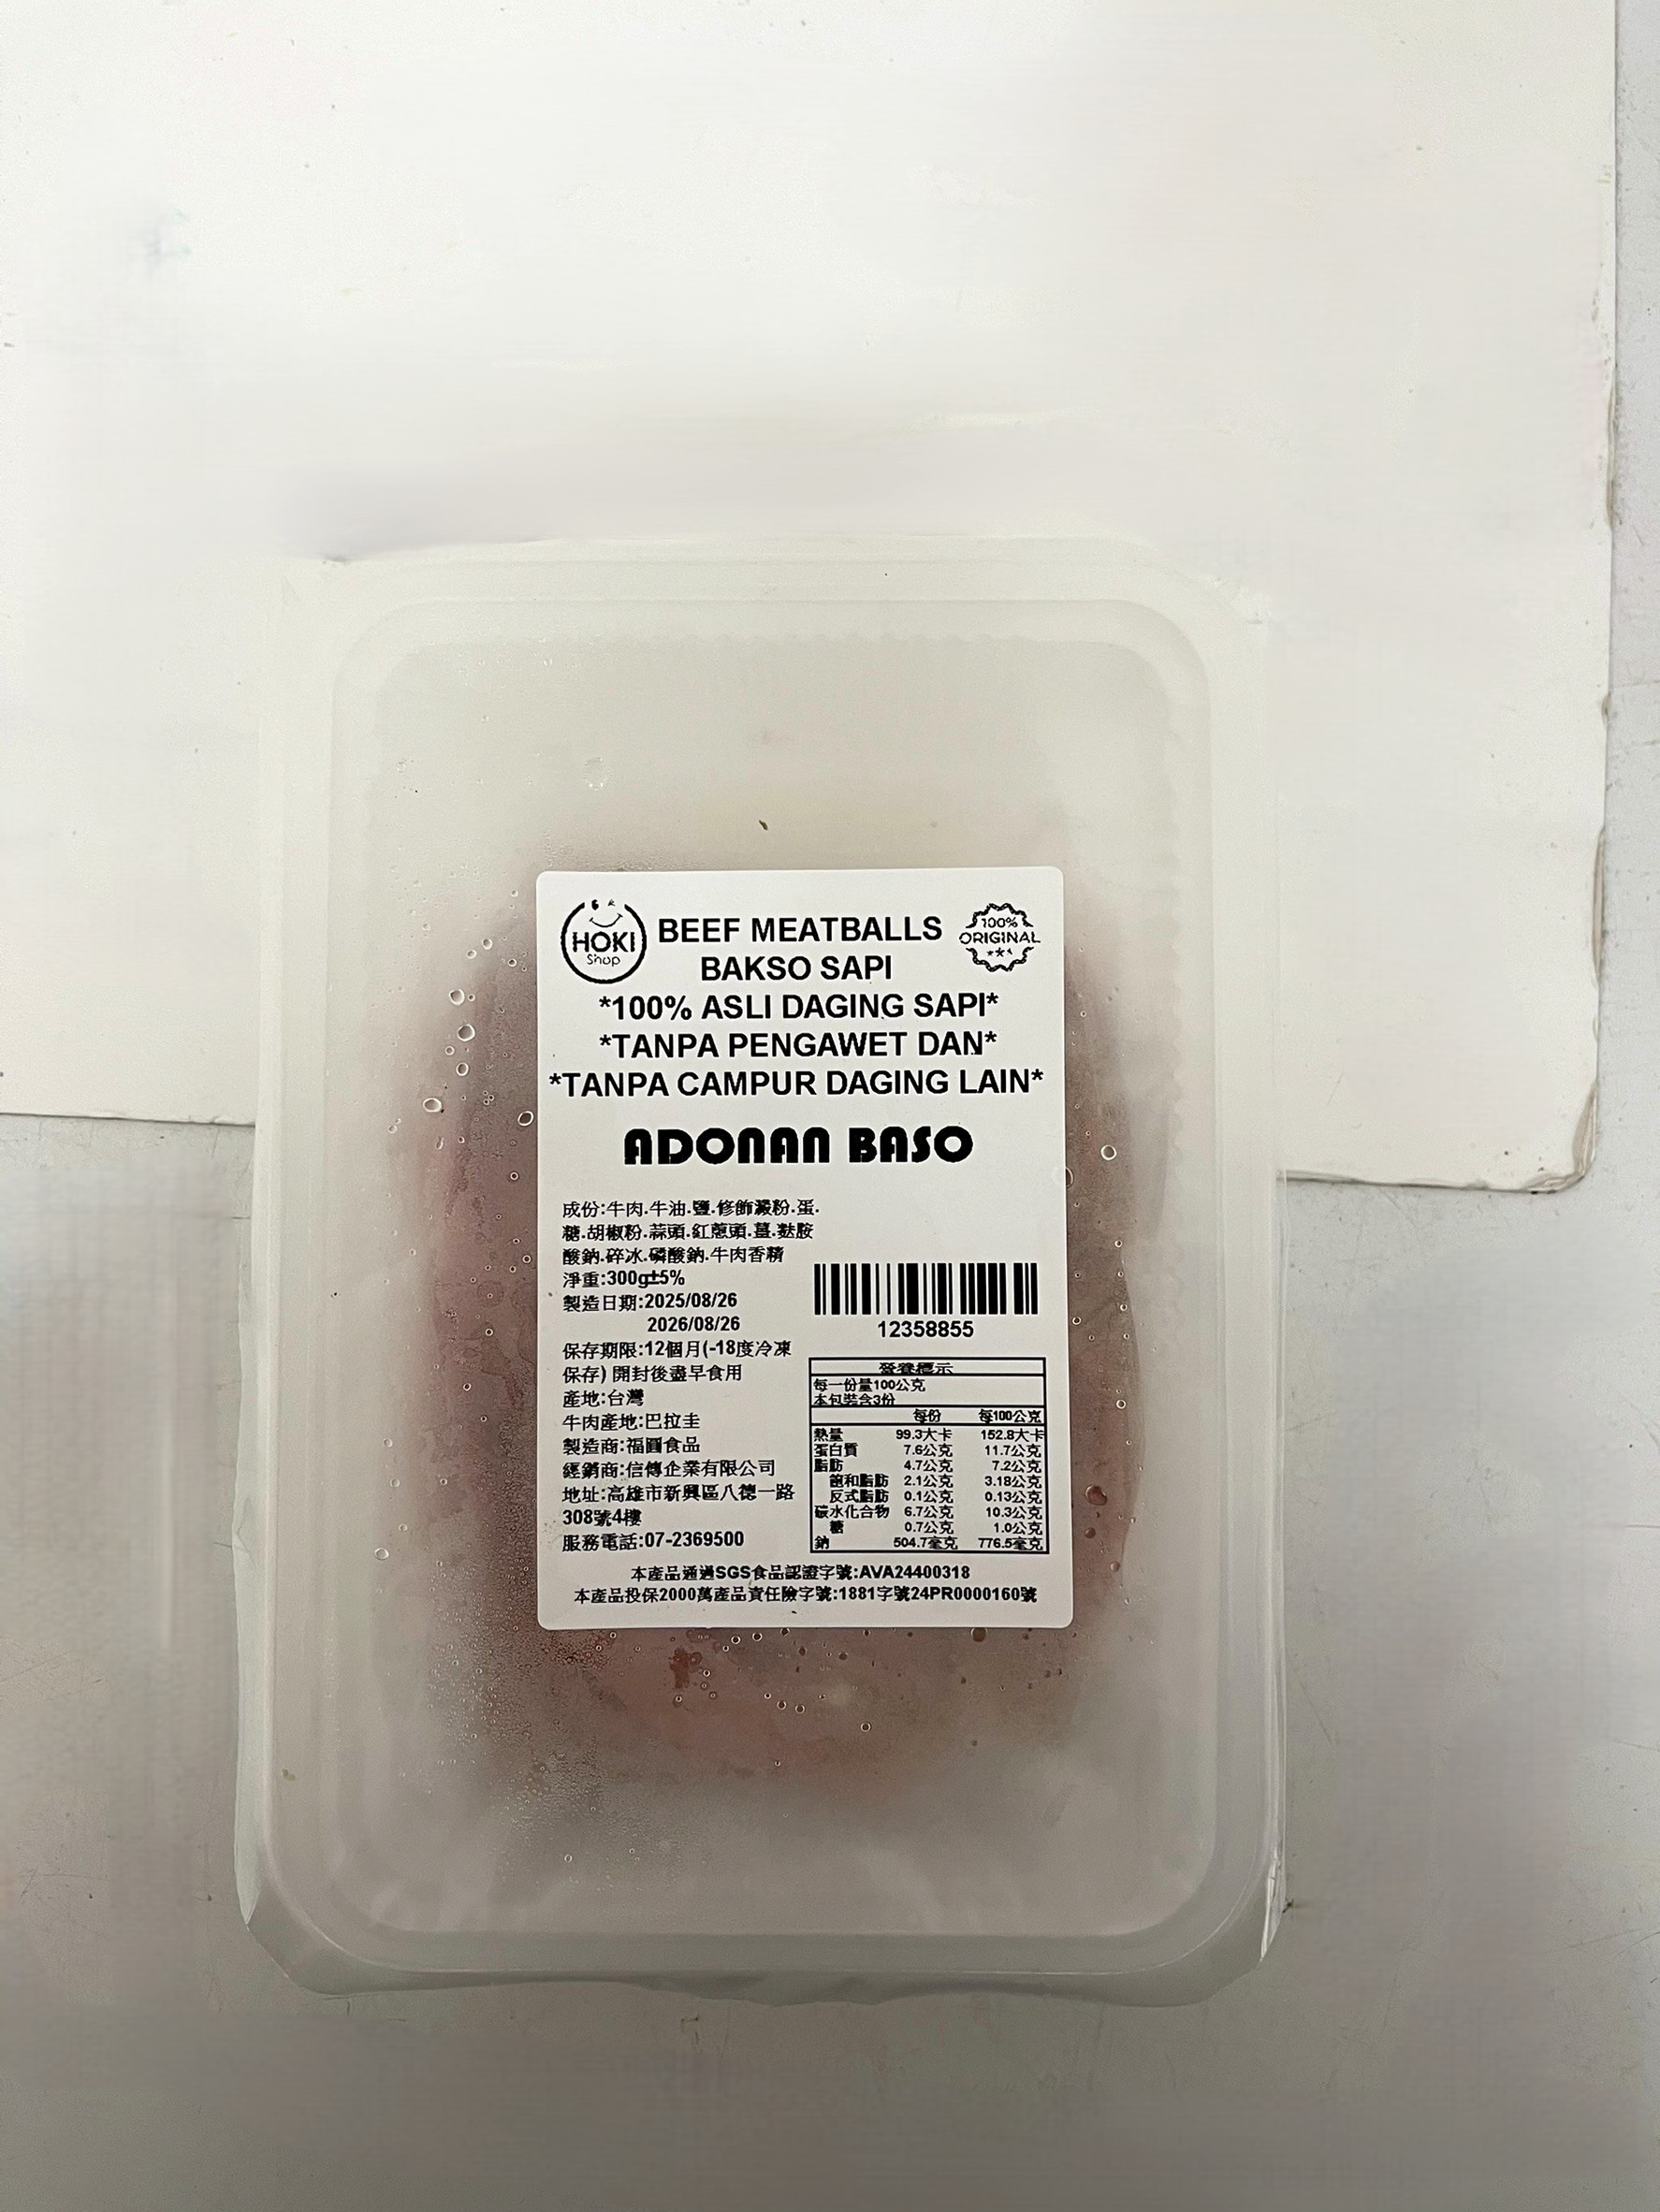 HOKI
Shop
BEEF MEATBALLS
100%
ORIGINAL
BAKSO SAPI
*100% ASLI DAGING SAPI*
*TANPA PENGAWET DAN*
*TANPA CAMPUR DAGING LAIN*
ADONAN BASO
成份:牛肉.牛油.鹽.修飾澱粉.蛋.
糖.胡椒粉.蒜頭.紅蔥頭.薑.麩胺
酸鈉.碎冰.磷酸鈉.牛肉香精
淨重:300g±5%
製造日期:2025/08/26
2026/08/26
保存期限:12個月(-18度冷凍
保存) 開封後盡早食用
產地:台灣
牛肉產地:巴拉圭
製造商:福圓食品
經銷商:信傳企業有限公司
地址:高雄市新興區八德一路
308號4樓
服務電話:07-2369500
12358855
營養標示
每一份量100公克
本包裝含3份
每份 每100公克
熱量 99.3大卡 152.8大卡
蛋白質 7.6公克 11.7公克
脂肪 4.7公克 7.2公克
飽和脂肪 2.1公克 3.18公克
反式脂肪 0.1公克 0.13公克
碳水化合物 6.7公克 10.3公克
糖 0.7公克 1.0公克
鈉 504.7毫克 776.5毫克
本產品通過SGS食品認證字號:AVA24400318
本產品投保2000萬產品責任險字號:1881字號24PR0000160號